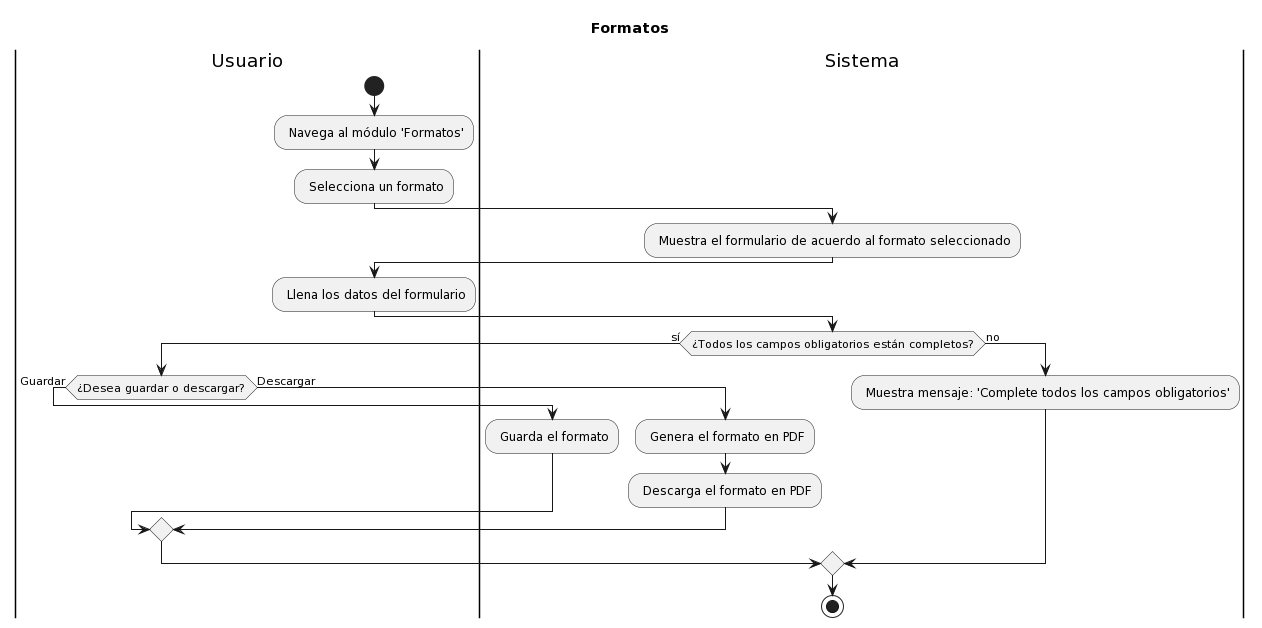 Formatos
Usuario
Sistema
Navega al módulo 'Formatos'
Selecciona un formato
Muestra el formulario de acuerdo al formato seleccionado
Llena los datos del formulario
sí
¿Todos los campos obligatorios están completos?
no
Guardar
¿Desea guardar o descargar?
Descargar
Muestra mensaje: 'Complete todos los campos obligatorios'
Guarda el formato
Genera el formato en PDF
Descarga el formato en PDF